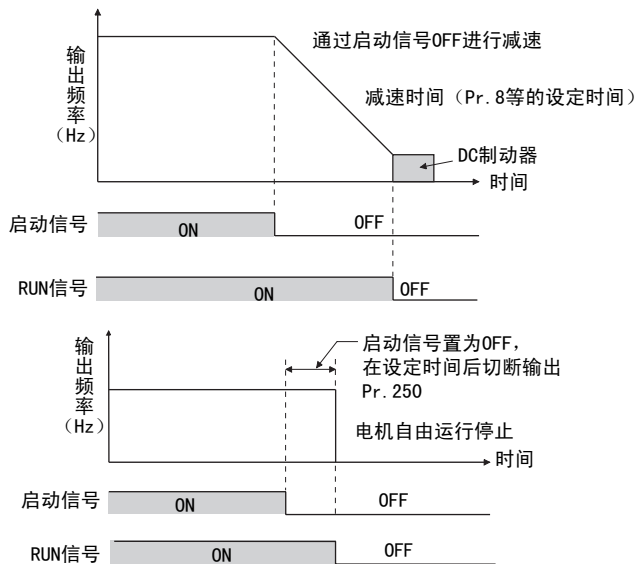 通过启动信号OFF进行减速
输出频率
（Hz）
减速时间（Pr.8等的设定时间）
DC制动器
时间
启动信号
ON
OFF
RUN信号
ON
OFF
输出频率
（Hz）
启动信号置为OFF，
在设定时间后切断输出
Pr.250
电机自由运行停止
时间
启动信号
ON
OFF
RUN信号
ON
OFF